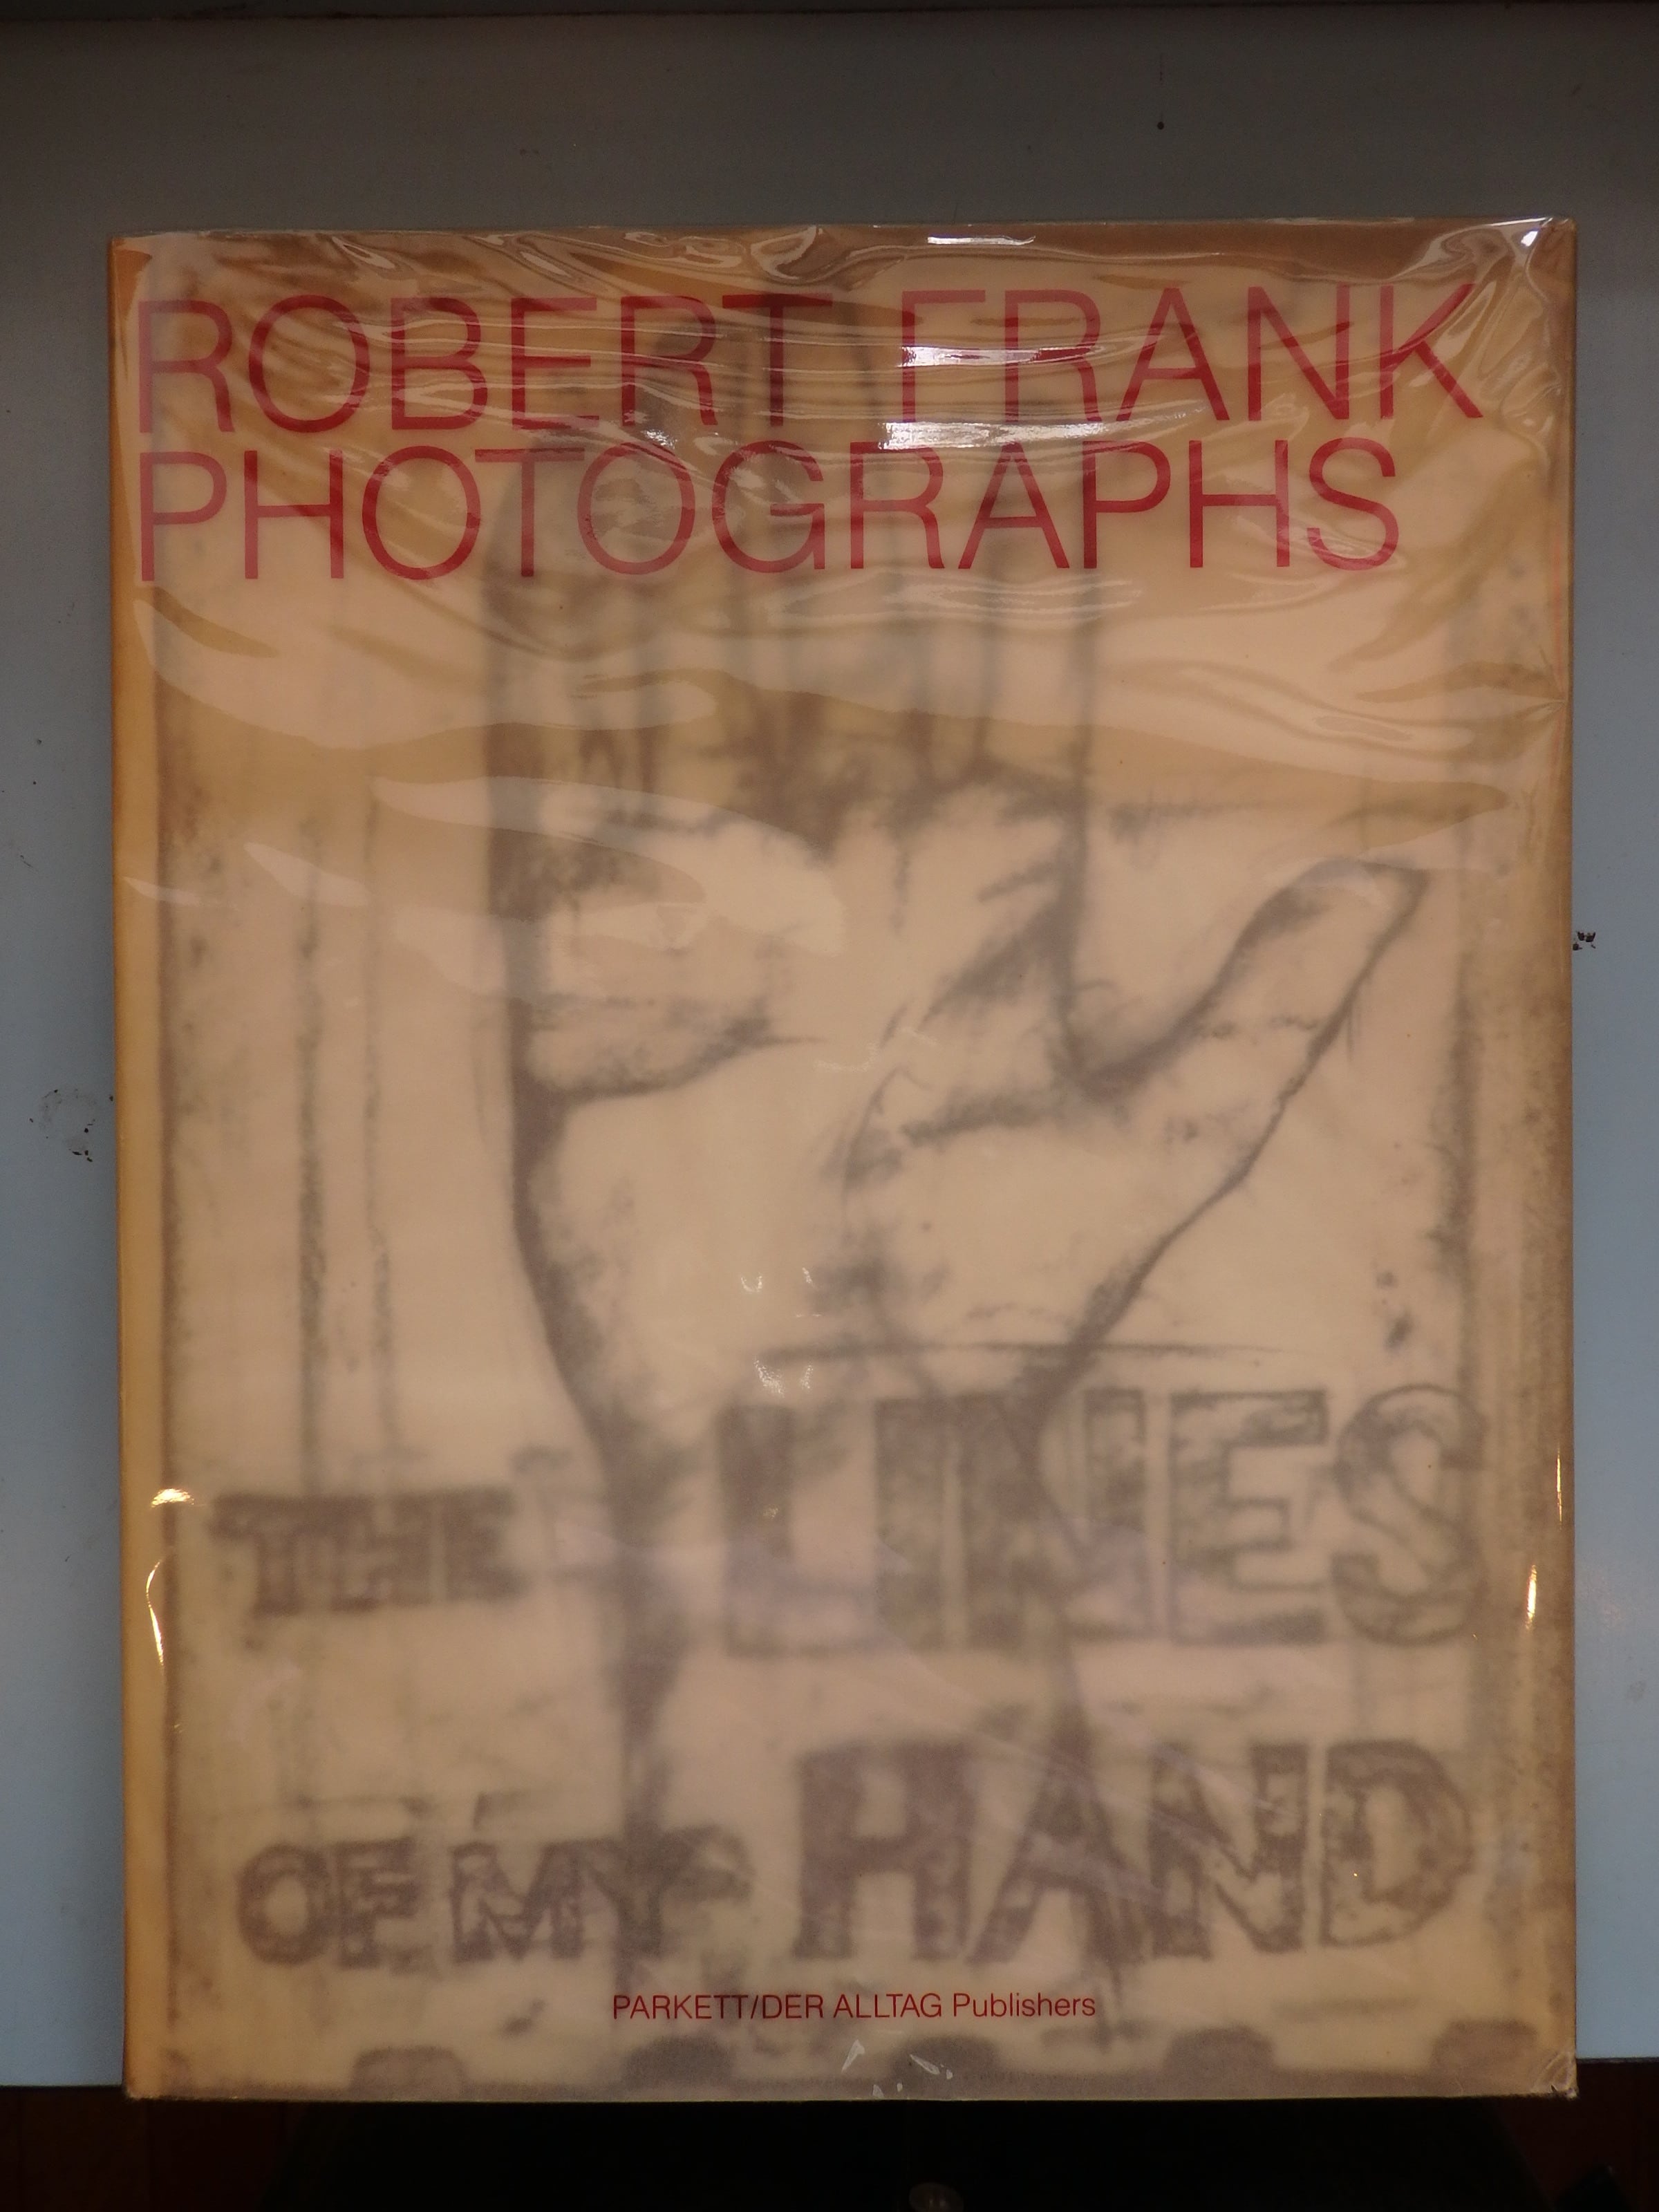 ROBERT FRANK
PHOTOGRAPHS
THE LINES
OF MY HAND
PARKETT/DER ALLTAG Publishers